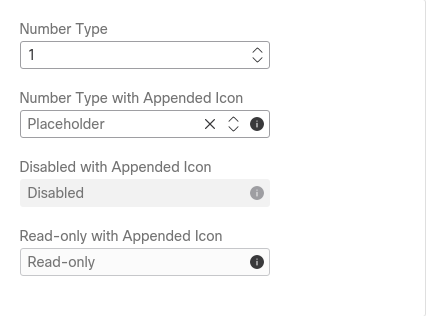 Number Type
1
Number Type with Appended Icon
Placeholder
Disabled with Appended Icon
Disabled
Read-only with Appended Icon
Read-only